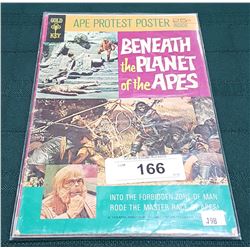 GOLD
KEY
APE PROTEST POSTER
BENEATH
the PLANET
of the APES
166
INTO THE FORBIDDEN ZONE OF MAN
RODE THE MASTER RACE OF APES!